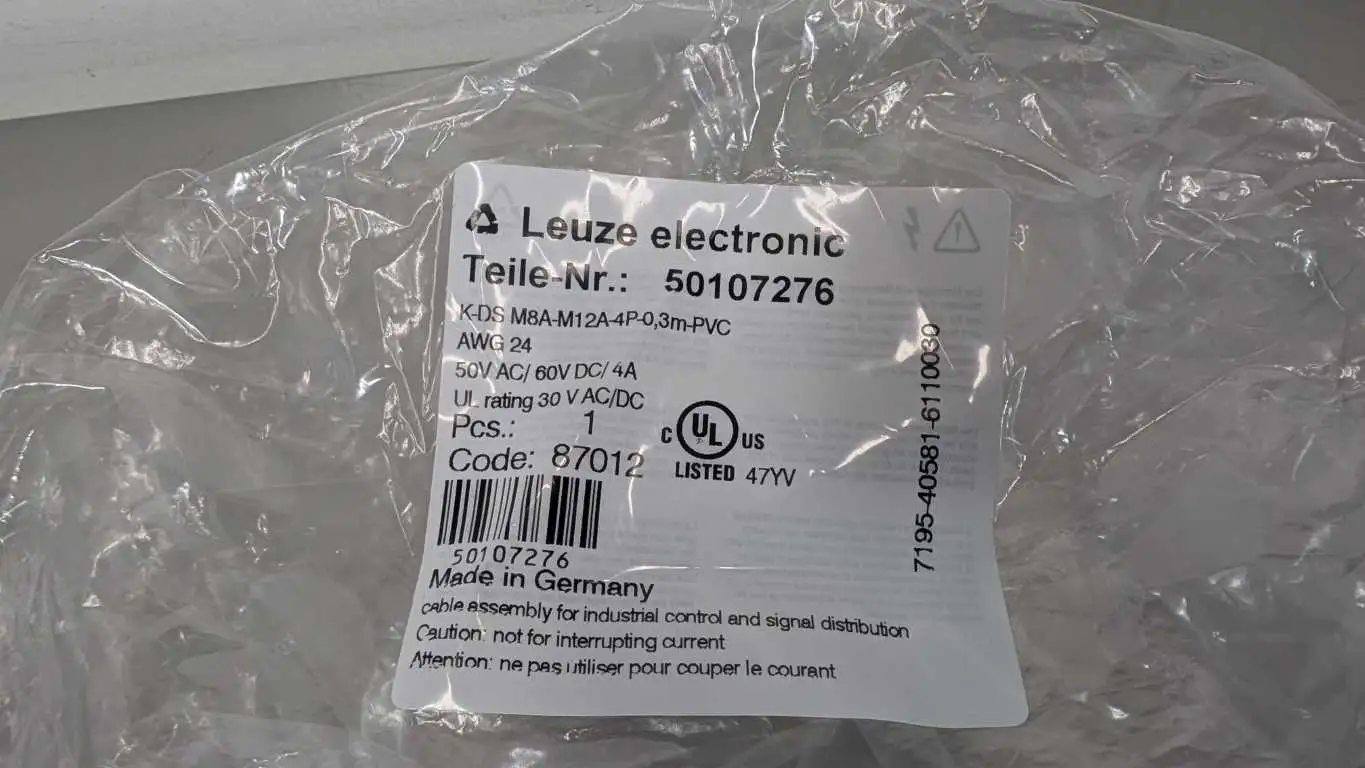 Leuze electronic
Teile-Nr.: 50107276
K-DS M8A-M12A-4P-0,3m-PVC
AWG 24
50V AC/ 60V DC/ 4A
UL rating 30 V AC/DC
Pcs.: 1
Code: 87012
C UL US
LISTED 47YV
50107276
Made in Germany
cable assembly for industrial control and signal distribution
Caution: not for interrupting current
Attention: ne pas utiliser pour couper le courant
7195-40581-6110030